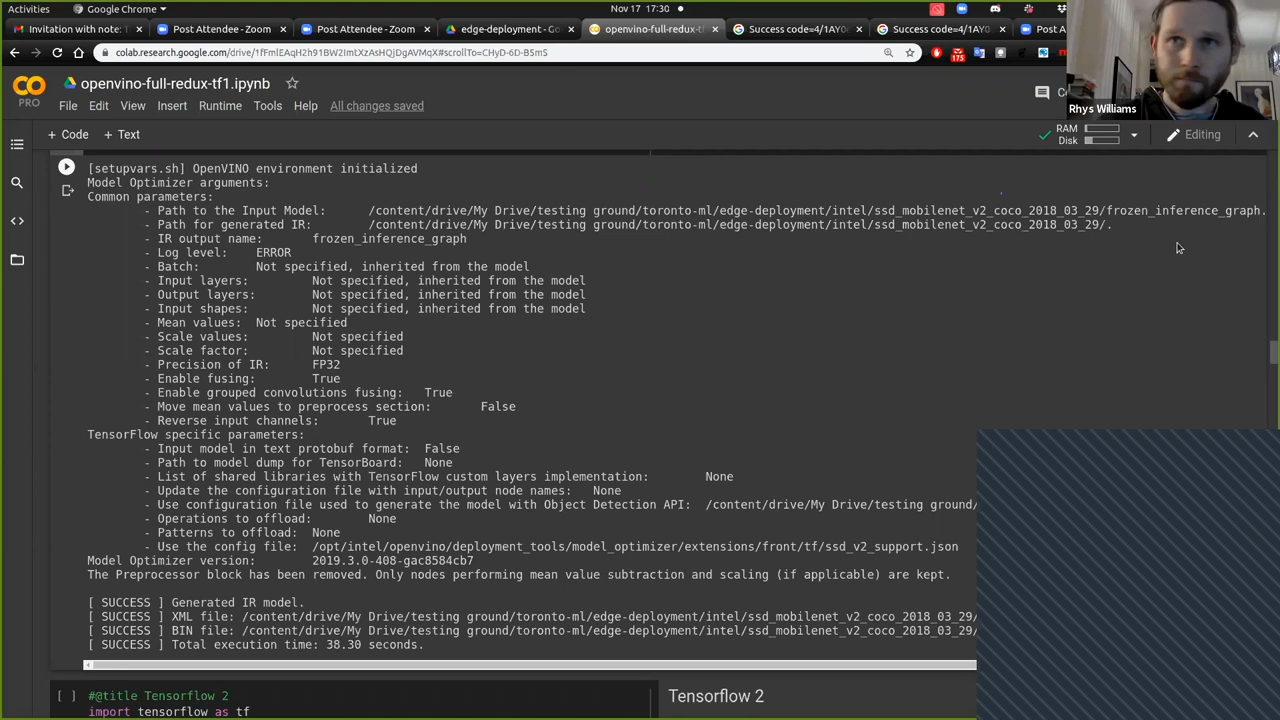 Activities
Google Chrome
Nov 17 17:30
Invitation with note: T
Post Attendee - Zoom
Post Attendee - Zoom
edge-deployment - Go
openvino-full-redux-t
Success code=4/1AY0
Success code=4/1AY0
Post A
colab.research.google.com/drive/
175
openvino-full-redux-tf1.ipynb
CO
PRO
File Edit View Insert Runtime Tools Help All changes saved
Rhys Williams
+ Code + Text
RAM
Disk
Editing
[setupvars.sh] OpenVINO environment initialized
Model Optimizer arguments:
Common parameters:
- Path to the Input Model: /content/drive/My Drive/testing ground/toronto-ml/edge-deployment/intel/ssd_mobilenet_v2_coco_2018_03_29/frozen_inference_graph.
- Path for generated IR: /content/drive/My Drive/testing ground/toronto-ml/edge-deployment/intel/ssd_mobilenet_v2_coco_2018_03_29/.
- IR output name: frozen_inference_graph
- Log level: ERROR
- Batch: Not specified, inherited from the model
- Input layers: Not specified, inherited from the model
- Output layers: Not specified, inherited from the model
- Input shapes: Not specified, inherited from the model
- Mean values: Not specified
- Scale values: Not specified
- Scale factor: Not specified
- Precision of IR: FP32
- Enable fusing: True
- Enable grouped convolutions fusing: True
- Move mean values to preprocess section: False
- Reverse input channels: True
TensorFlow specific parameters:
- Input model in text protobuf format: False
- Path to model dump for TensorBoard: None
- List of shared libraries with TensorFlow custom layers implementation: None
- Update the configuration file with input/output node names: None
- Use configuration file used to generate the model with Object Detection API: /content/drive/My Drive/testing ground/
- Operations to offload: None
- Patterns to offload: None
- Use the config file: /opt/intel/openvino/deployment_tools/model_optimizer/extensions/front/tf/ssd_v2_support.json
Model Optimizer version: 2019.3.0-408-gac8584cb7
The Preprocessor block has been removed. Only nodes performing mean value subtraction and scaling (if applicable) are kept.
[ SUCCESS ] Generated IR model.
[ SUCCESS ] XML file: /content/drive/My Drive/testing ground/toronto-ml/edge-deployment/intel/ssd_mobilenet_v2_coco_2018_03_29/
[ SUCCESS ] BIN file: /content/drive/My Drive/testing ground/toronto-ml/edge-deployment/intel/ssd_mobilenet_v2_coco_2018_03_29/
[ SUCCESS ] Total execution time: 38.30 seconds.
[ ] #@title Tensorflow 2
import tensorflow as tf
Tensorflow 2